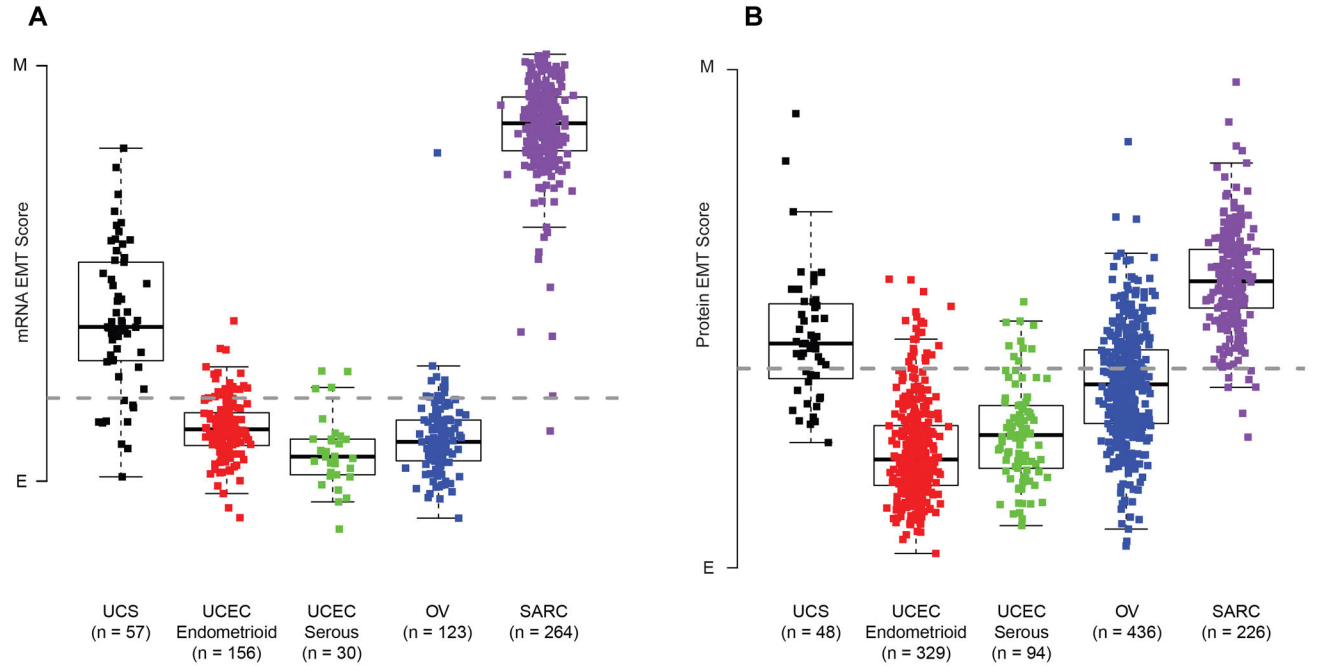 A
M
mRNA EMT Score
E
UCS
(n = 57)
UCEC
Endometrioid
(n = 156)
UCEC
Serous
(n = 30)
OV
(n = 123)
SARC
(n = 264)
B
M
Protein EMT Score
E
UCS
(n = 48)
UCEC
Endometrioid
(n = 329)
UCEC
Serous
(n = 94)
OV
(n = 436)
SARC
(n = 226)